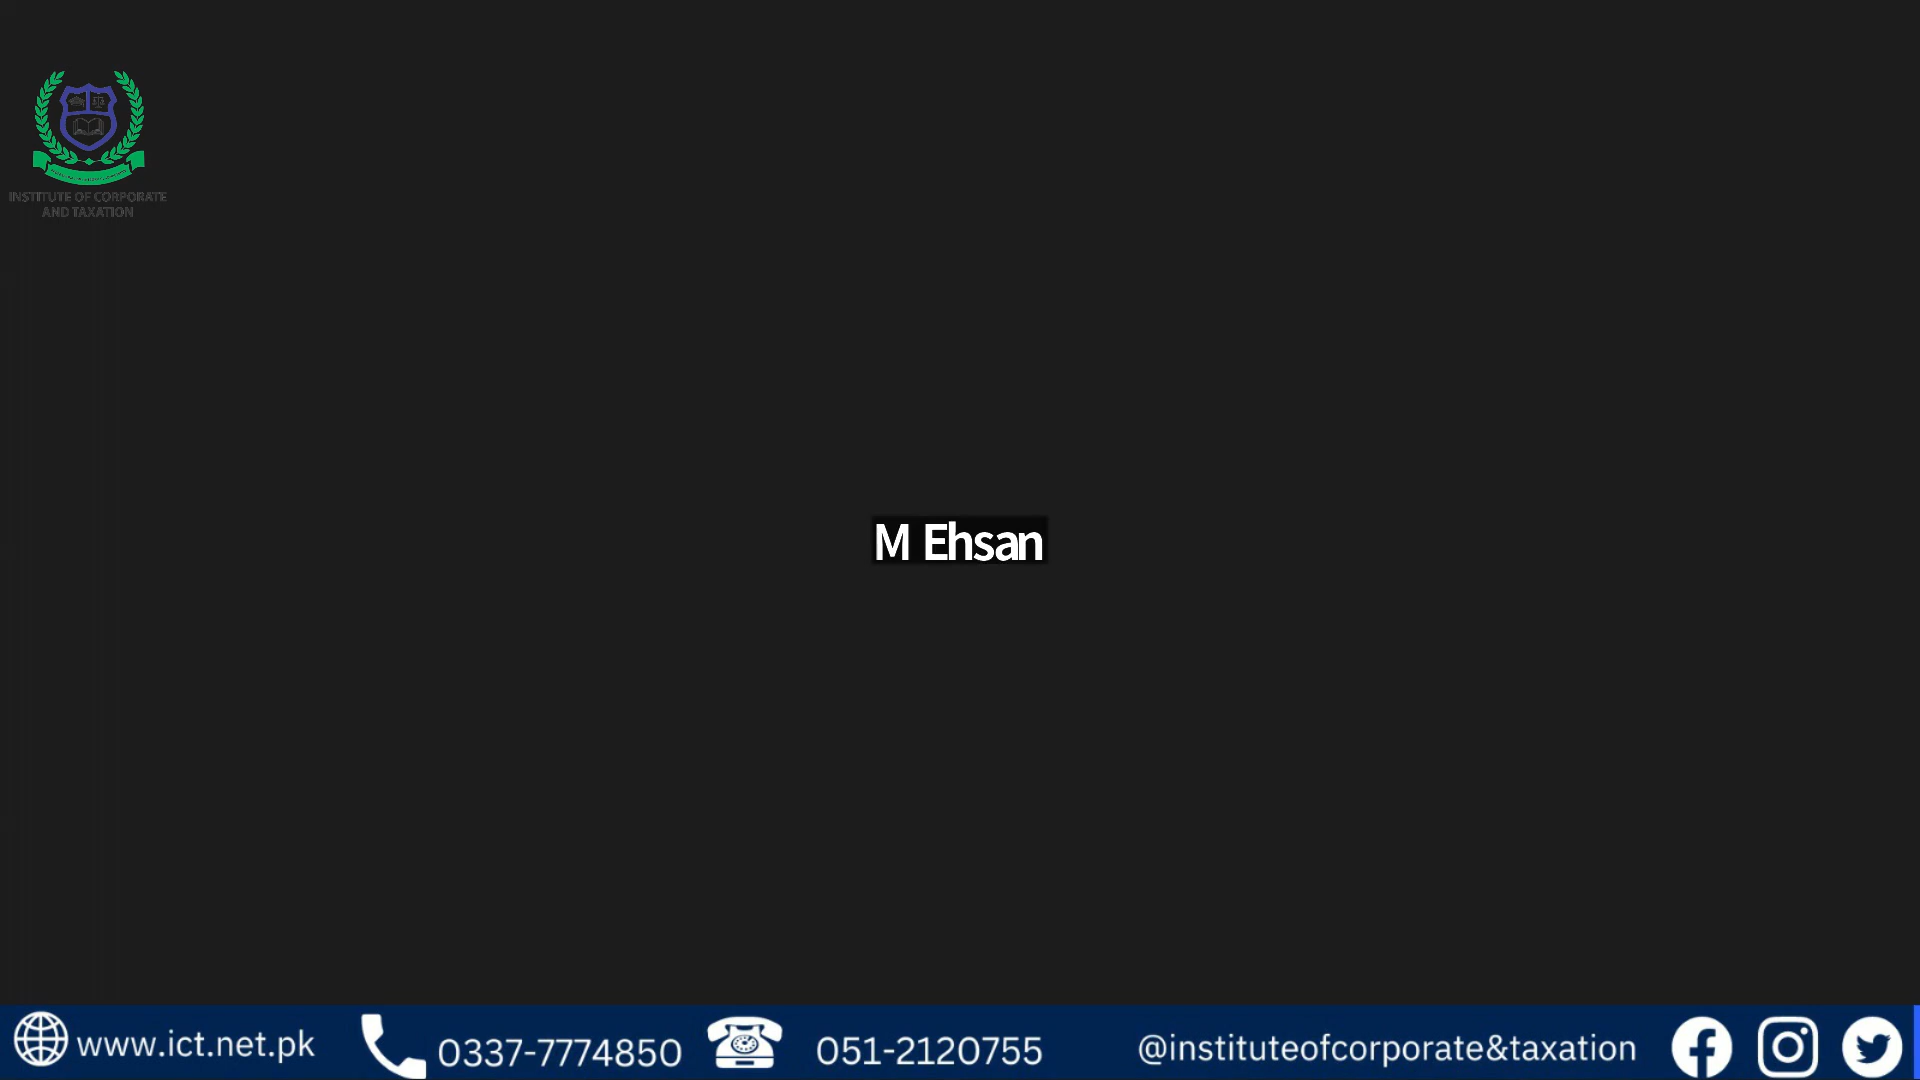 INSTITUTE OF CORPORATE
AND TAXATION
M Ehsan
www.ict.net.pk
0337-7774850
051-2120755
@instituteofcorporate&taxation